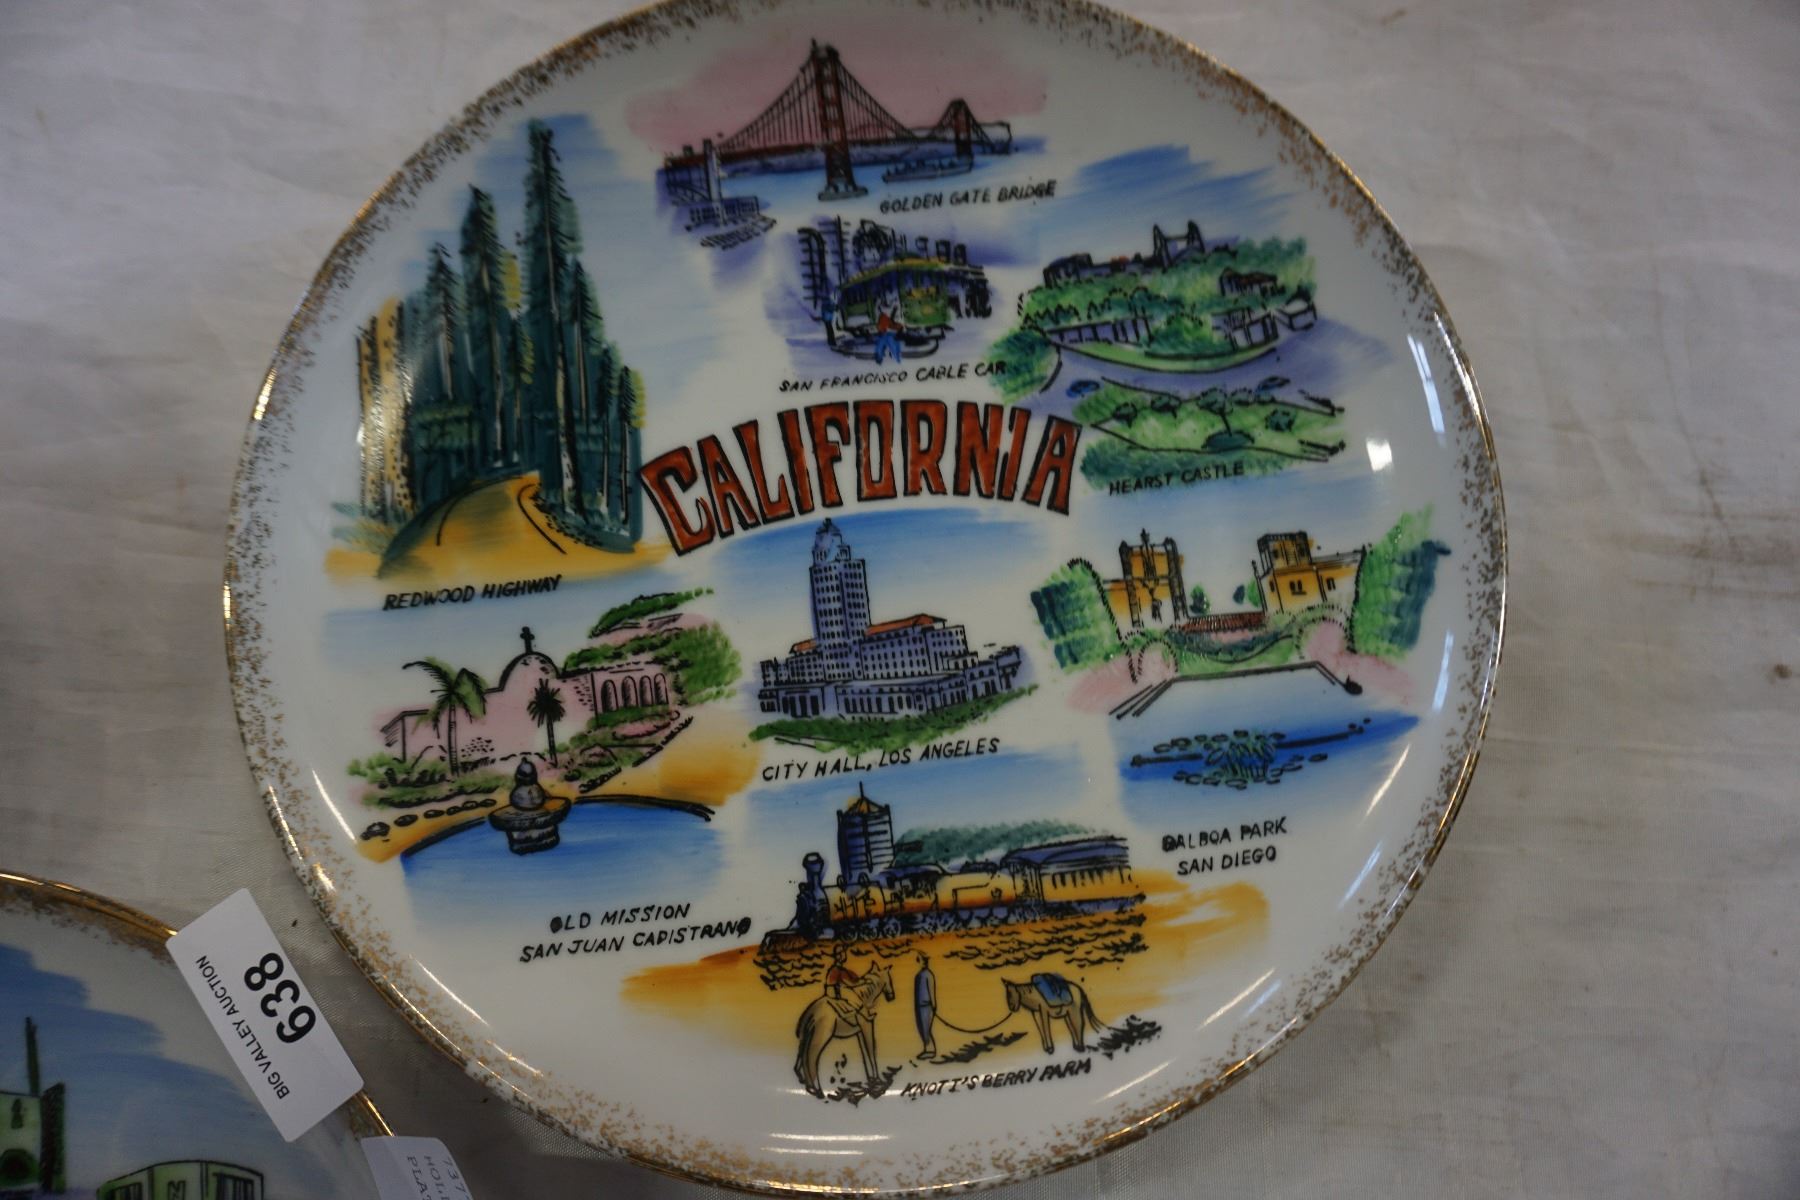 GOLDEN GATE BRIDGE
SAN FRANCISCO CABLE CAR
CALIFORNIA
HEARST CASTLE
REDWOOD HIGHWAY
CITY HALL, LOS ANGELES
BALBOA PARK
SAN DIEGO
OLD MISSION
SAN JUAN CAPISTRANO
KNOTT'S BERRY FARM
638
BIG VALLEY AUCTION